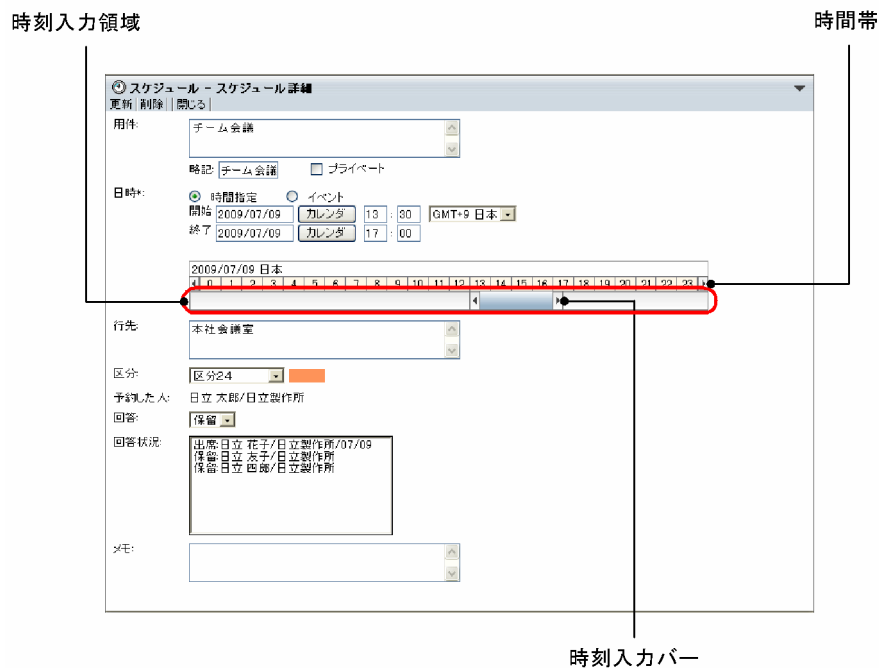 時刻入力領域
時間帯
スケジュール - スケジュール詳細
更新|削除||閉じる|
用件:
チーム会議
略記: チーム会議 プライベート
日時*:
時間指定 イベント
開始 2009/07/09 カレンダ 13 : 30 GMT+9 日本
終了 2009/07/09 カレンダ 17 : 00
2009/07/09 日本
0 1 2 3 4 5 6 7 8 9 10 11 12 13 14 15 16 17 18 19 20 21 22 23
行先:
本社会議室
区分:
区分24
予約した人: 日立 太郎/日立製作所
回答:
保留
回答状況:
出席:日立 花子/日立製作所/07/09
保留:日立 友子/日立製作所
保留:日立 四郎/日立製作所
メモ:
時刻入力バー